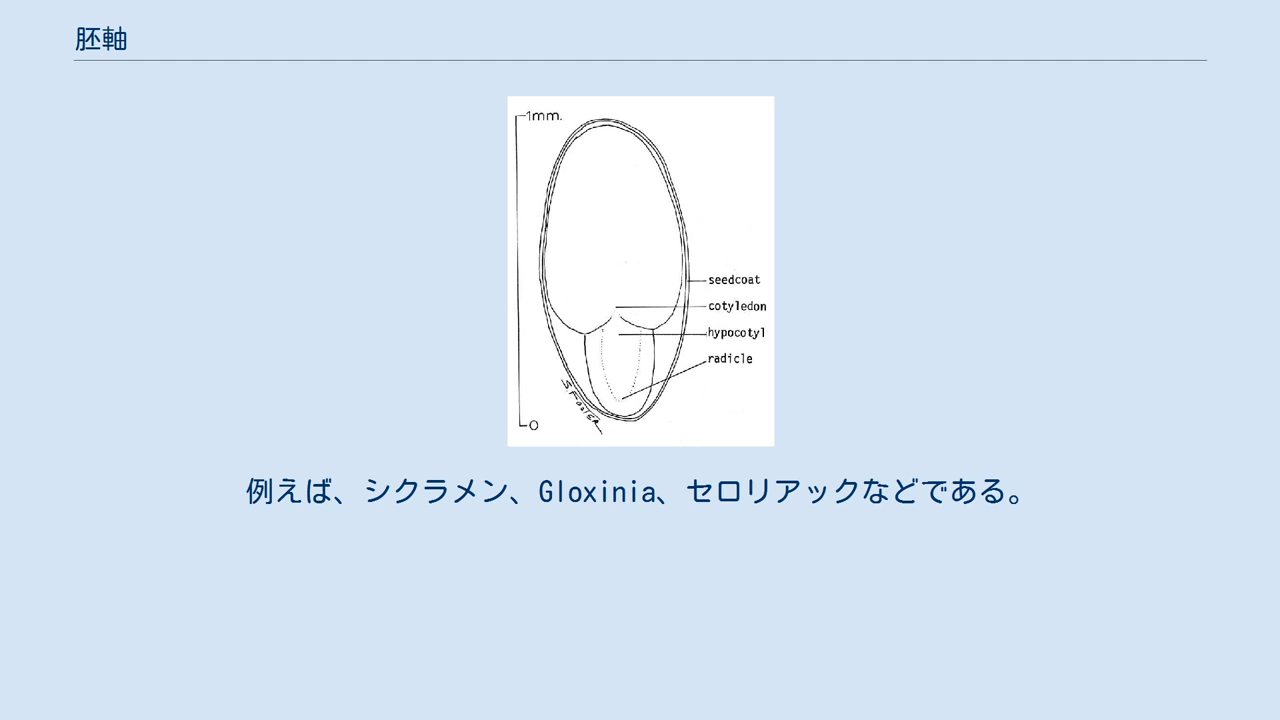 胚軸
1mm.
seedcoat
cotyledon
hypocotyl
radicle
S FOSTER
0
例えば、シクラメン、Gloxinia、セロリアックなどである。